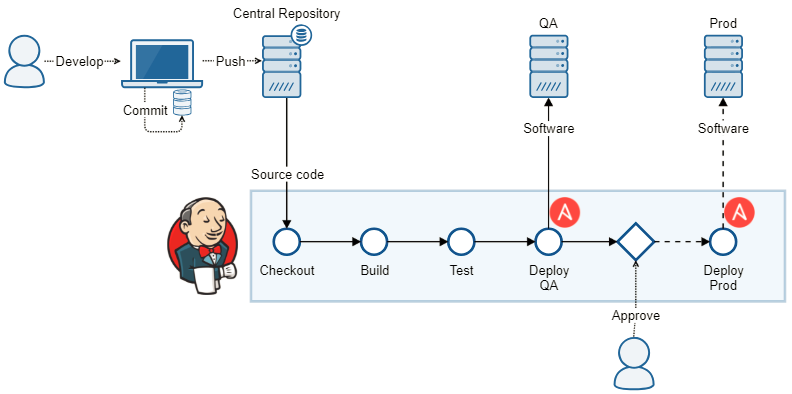 Central Repository
QA
Prod
Develop
Push
Commit
Software
Software
Source code
Checkout
Build
Test
Deploy
QA
Deploy
Prod
Approve